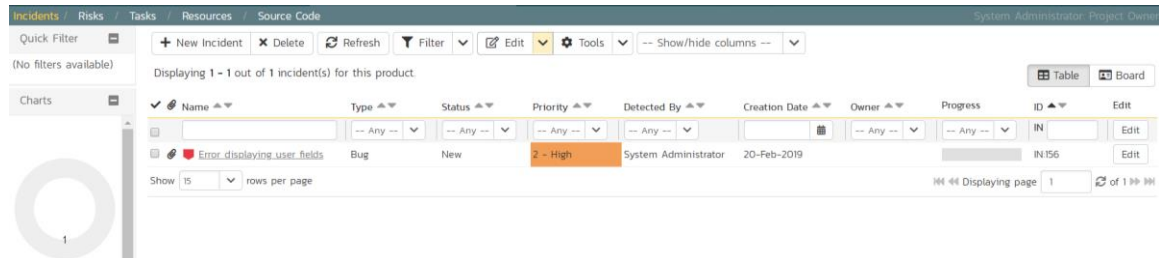 Incidents / Risks / Tasks / Resources / Source Code System Administrator: Project Owner
Quick Filter
(No filters available)
Charts
1
New Incident Delete Refresh Filter Edit Tools -- Show/hide columns --
Displaying 1 - 1 out of 1 incident(s) for this product.
Table Board
Name Type Status Priority Detected By Creation Date Owner Progress ID Edit
-- Any -- -- Any -- -- Any -- -- Any -- -- Any -- -- Any -- IN Edit
Error displaying user fields Bug New 2 - High System Administrator 20-Feb-2019 IN:156 Edit
Show 15 rows per page Displaying page 1 of 1